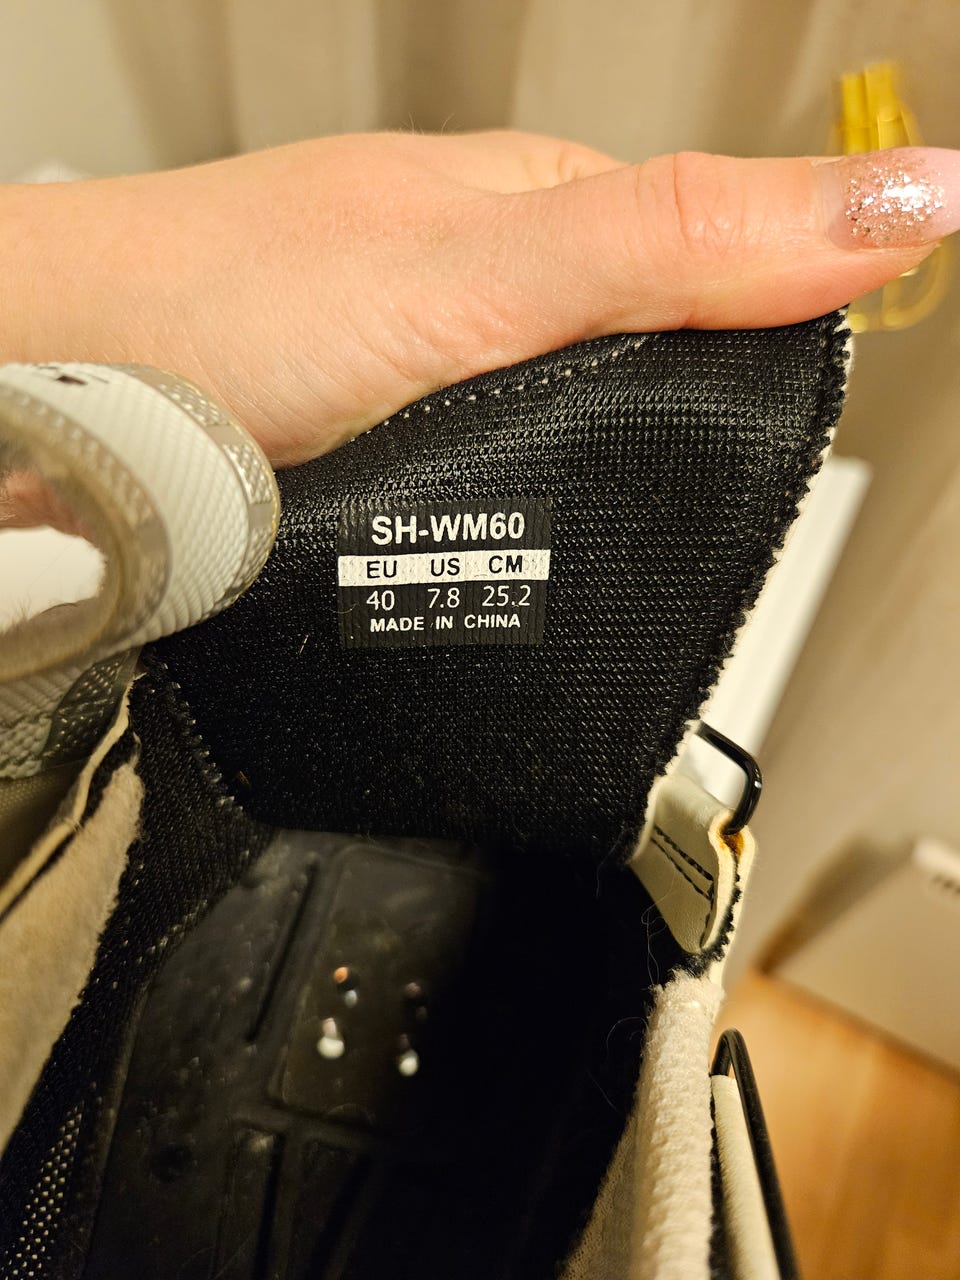 SH-WM60
EU US CM
40 7.8 25.2
MADE IN CHINA